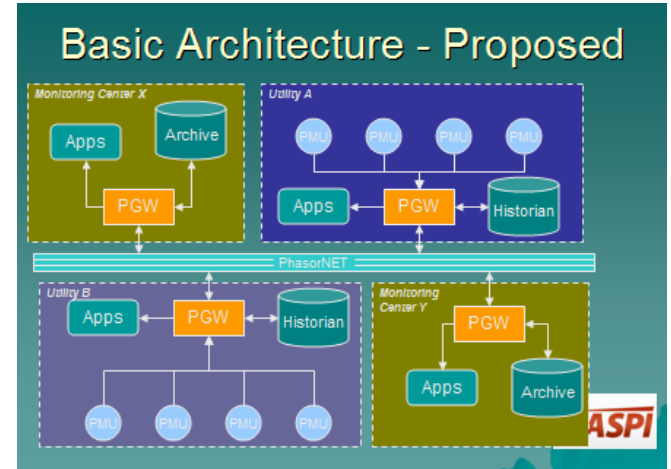 Basic Architecture - Proposed
Monitoring Center X
Apps
Archive
PGW
Utility A
PMU PMU PMU PMU
Apps
PGW
Historian
PhasorNET
Utility B
Apps
PGW
Historian
PMU PMU PMU PMU
Monitoring
Center Y
PGW
Apps
Archive
ASPI